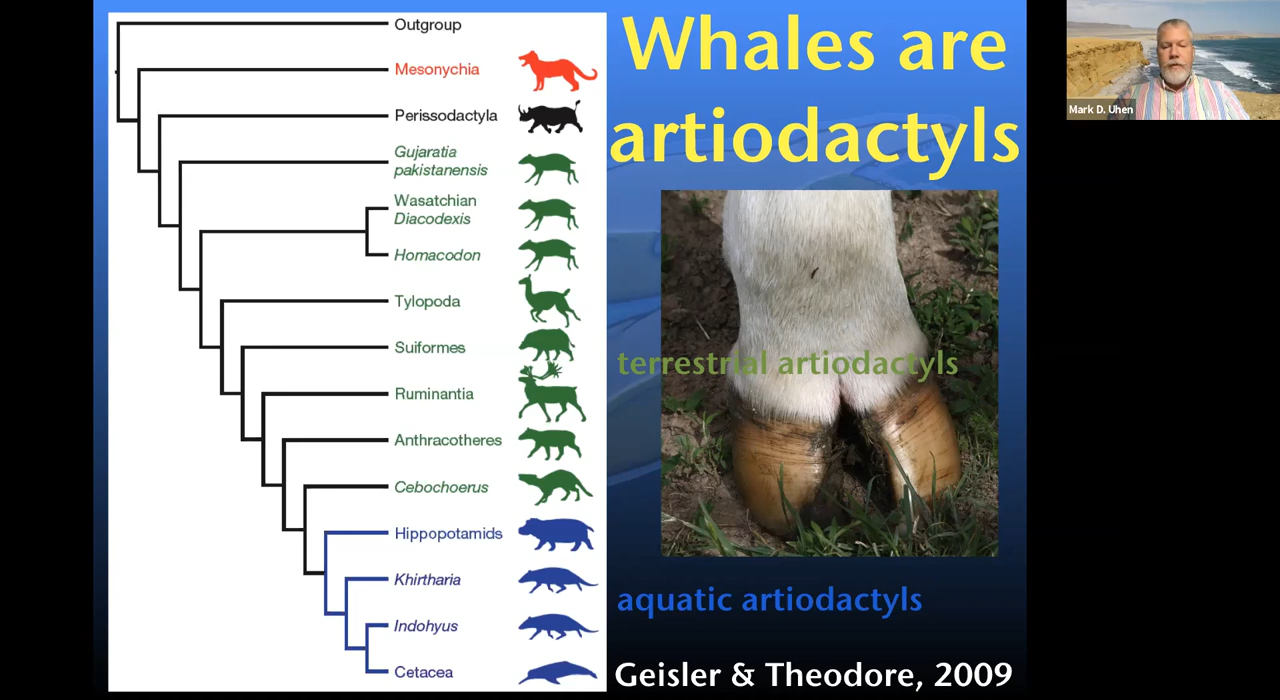 Whales are
artiodactyls
Mark D. Uhen
Outgroup
Mesonychia
Perissodactyla
Gujaratia
pakistanensis
Wasatchian
Diacodexis
Homacodon
Tylopoda
Suiformes
Ruminantia
Anthracotheres
Cebochoerus
Hippopotamids
Khirtharia
Indohyus
Cetacea
terrestrial artiodactyls
aquatic artiodactyls
Geisler & Theodore, 2009